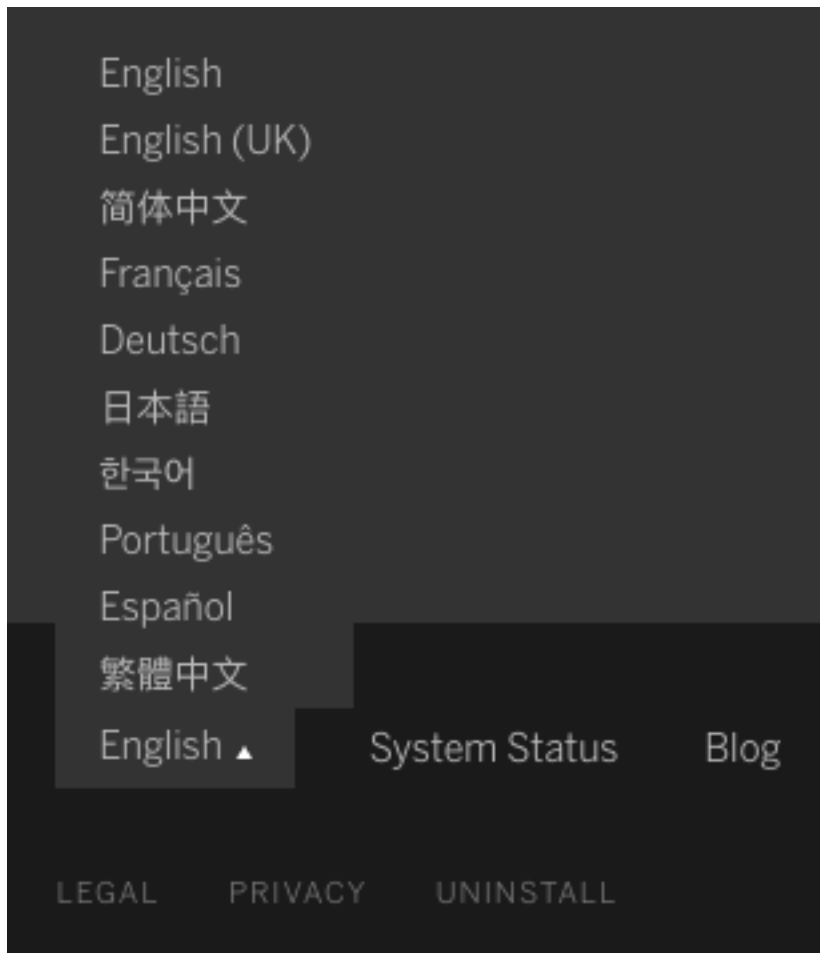 English
English (UK)
简体中文
Français
Deutsch
日本語
한국어
Português
Español
繁體中文
English ▲ System Status Blog
LEGAL PRIVACY UNINSTALL